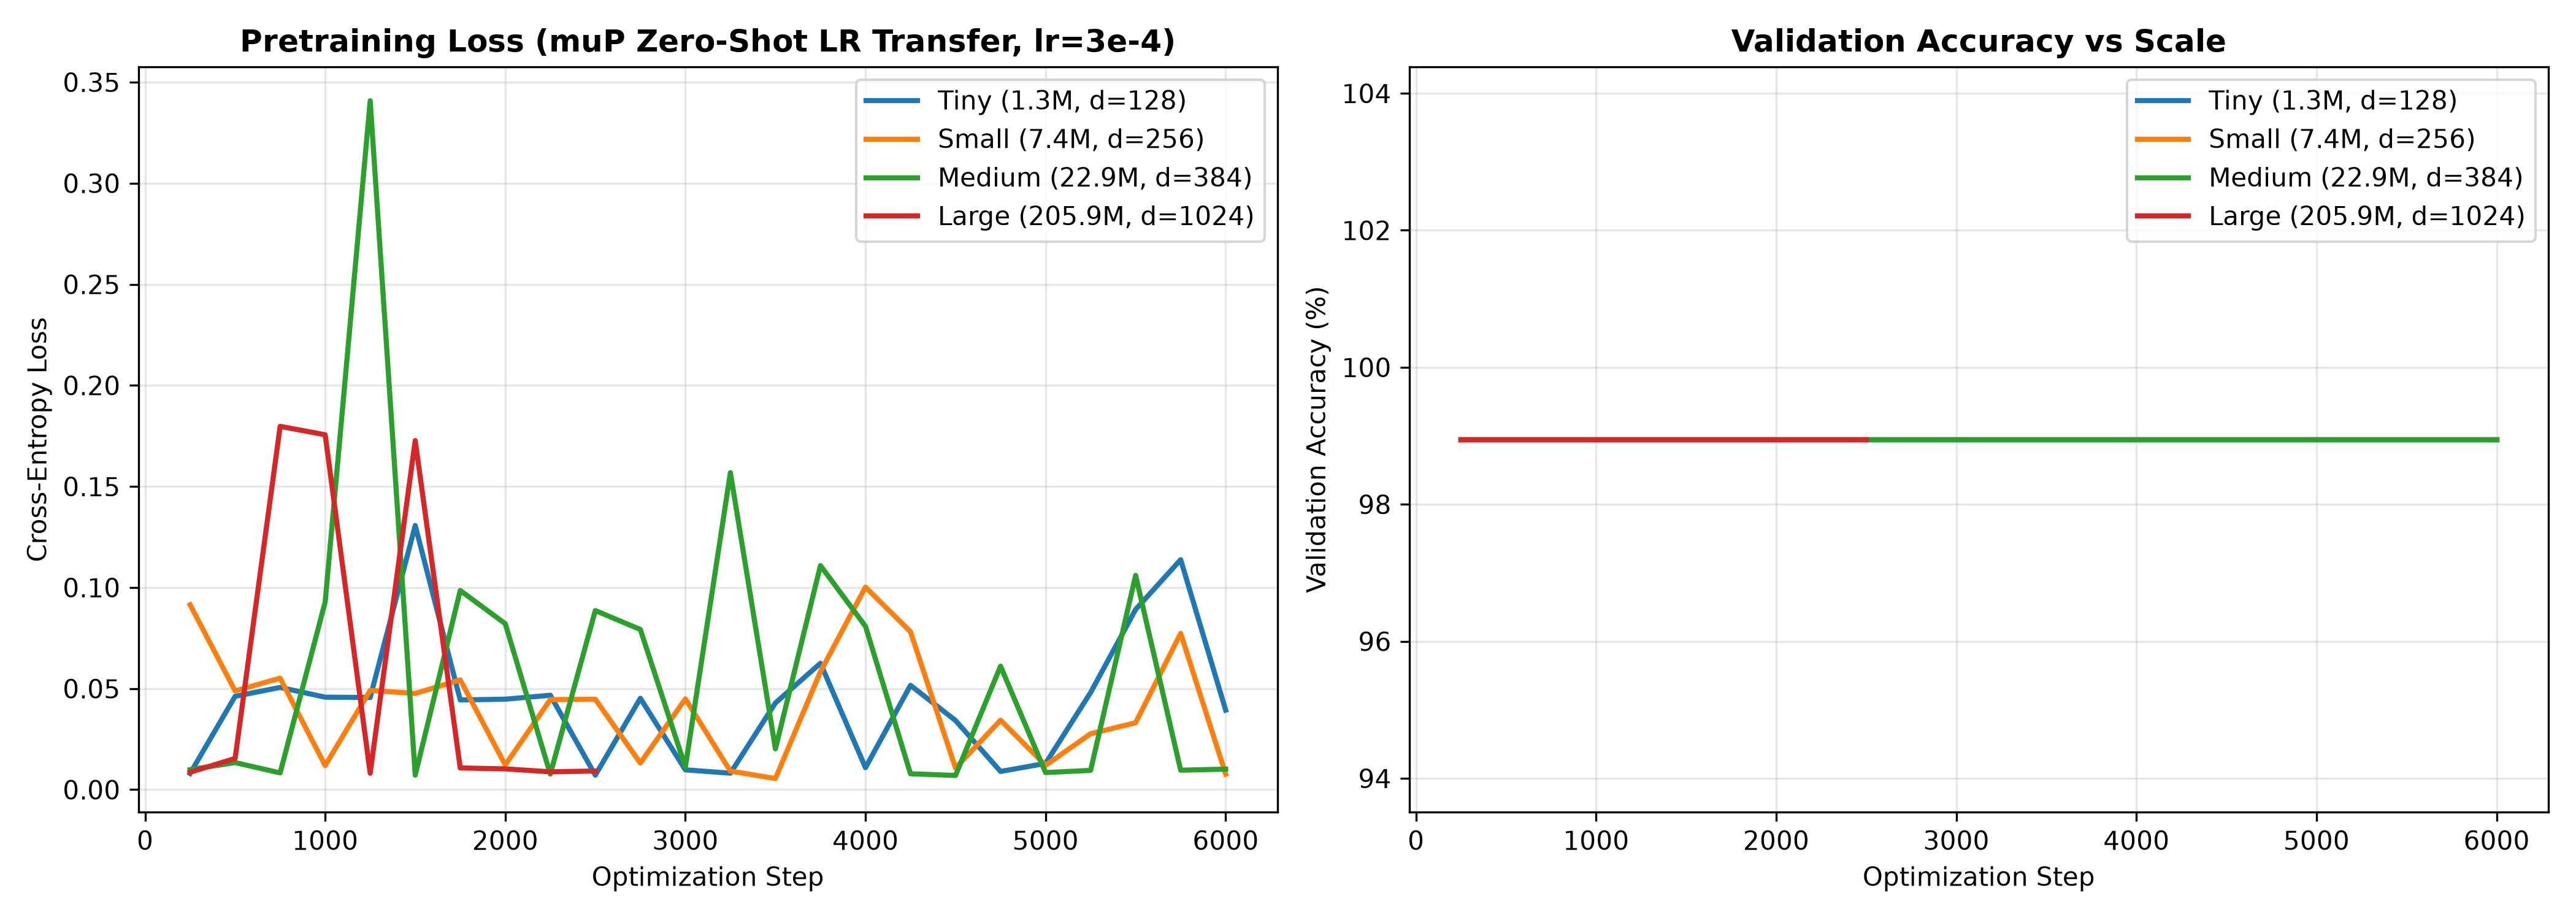 Pretraining Loss (muP Zero-Shot LR Transfer, lr=3e-4)
Cross-Entropy Loss
0.35
0.30
0.25
0.20
0.15
0.10
0.05
0.00
Tiny (1.3M, d=128)
Small (7.4M, d=256)
Medium (22.9M, d=384)
Large (205.9M, d=1024)
0 1000 2000 3000 4000 5000 6000
Optimization Step
Validation Accuracy vs Scale
Validation Accuracy (%)
104
102
100
98
96
94
Tiny (1.3M, d=128)
Small (7.4M, d=256)
Medium (22.9M, d=384)
Large (205.9M, d=1024)
0 1000 2000 3000 4000 5000 6000
Optimization Step